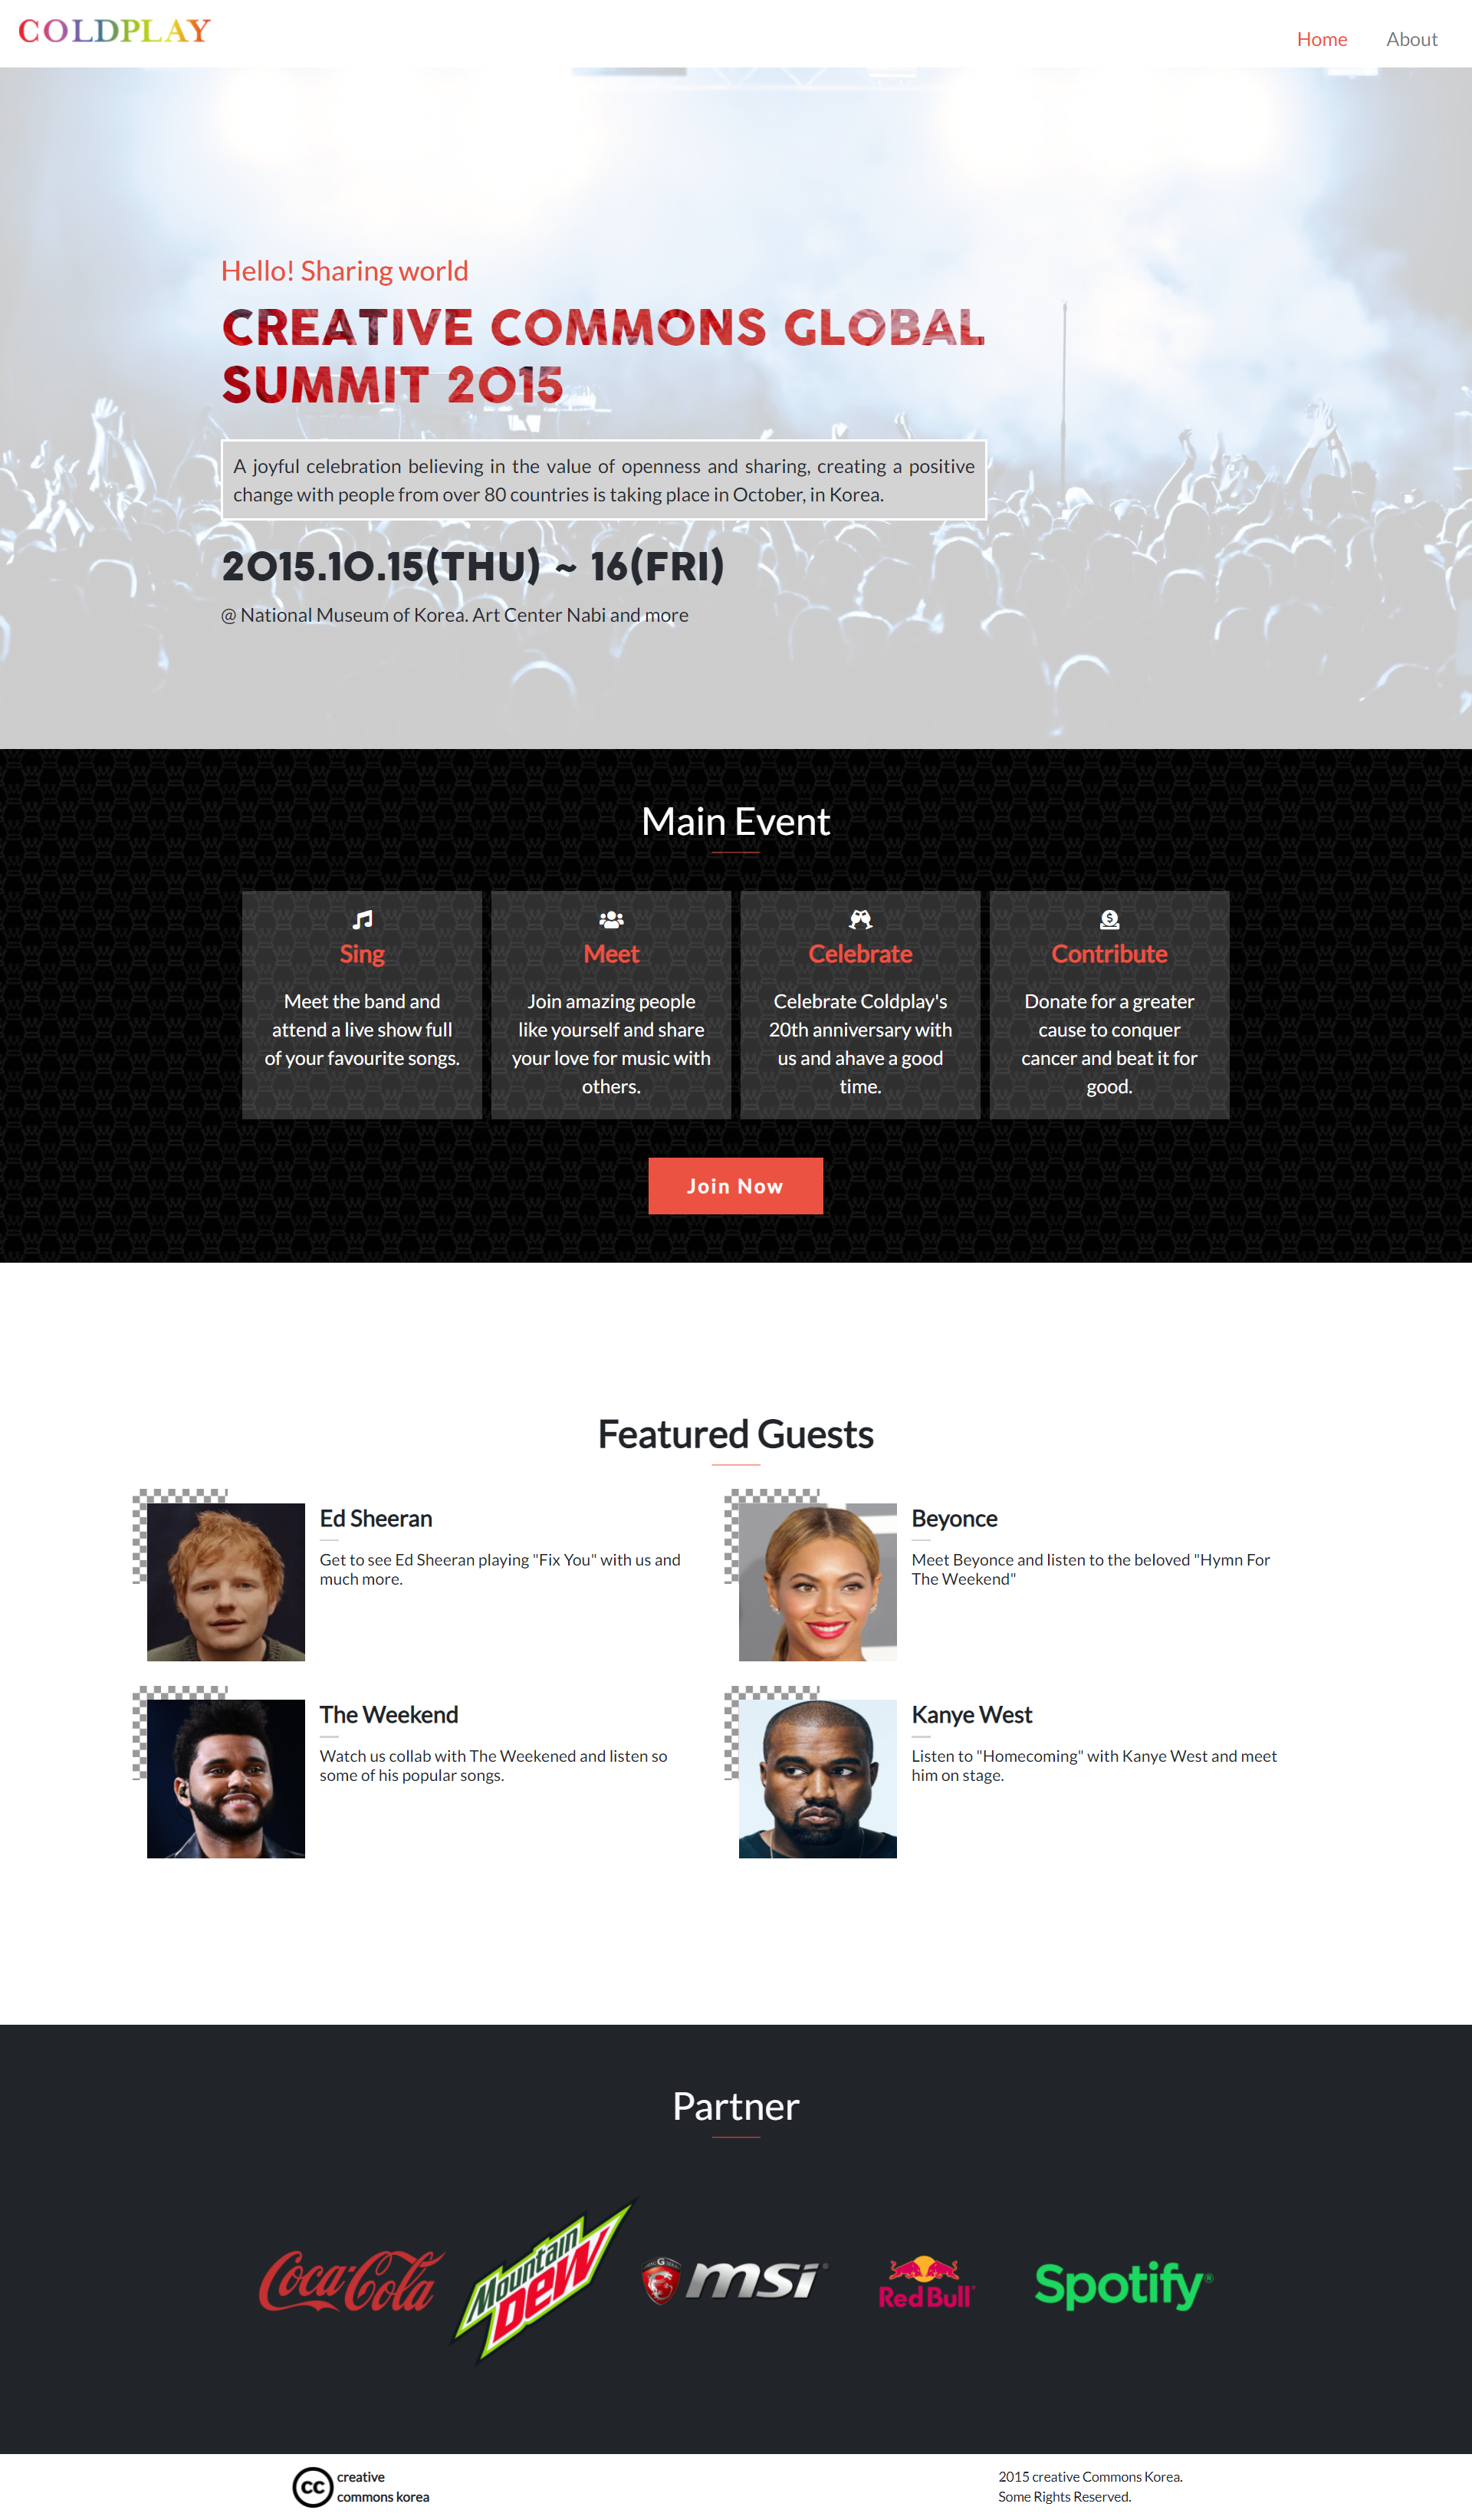 COLDPLAY
Home About
Hello! Sharing world
CREATIVE COMMONS GLOBAL
SUMMIT 2015
A joyful celebration believing in the value of openness and sharing, creating a positive
change with people from over 80 countries is taking place in October, in Korea.
2015.10.15(THU) ~ 16(FRI)
@ National Museum of Korea. Art Center Nabi and more
Main Event
Sing
Meet the band and
attend a live show full
of your favourite songs.
Meet
Join amazing people
like yourself and share
your love for music with
others.
Celebrate
Celebrate Coldplay's
20th anniversary with
us and ahave a good
time.
Contribute
Donate for a greater
cause to conquer
cancer and beat it for
good.
Join Now
Featured Guests
Ed Sheeran
Get to see Ed Sheeran playing "Fix You" with us and
much more.
Beyonce
Meet Beyonce and listen to the beloved "Hymn For
The Weekend"
The Weekend
Watch us collab with The Weekened and listen so
some of his popular songs.
Kanye West
Listen to "Homecoming" with Kanye West and meet
him on stage.
Partner
Coca-Cola
Mountain
DEW
msi
Red Bull
Spotify®
cc
creative
commons korea
2015 creative Commons Korea.
Some Rights Reserved.